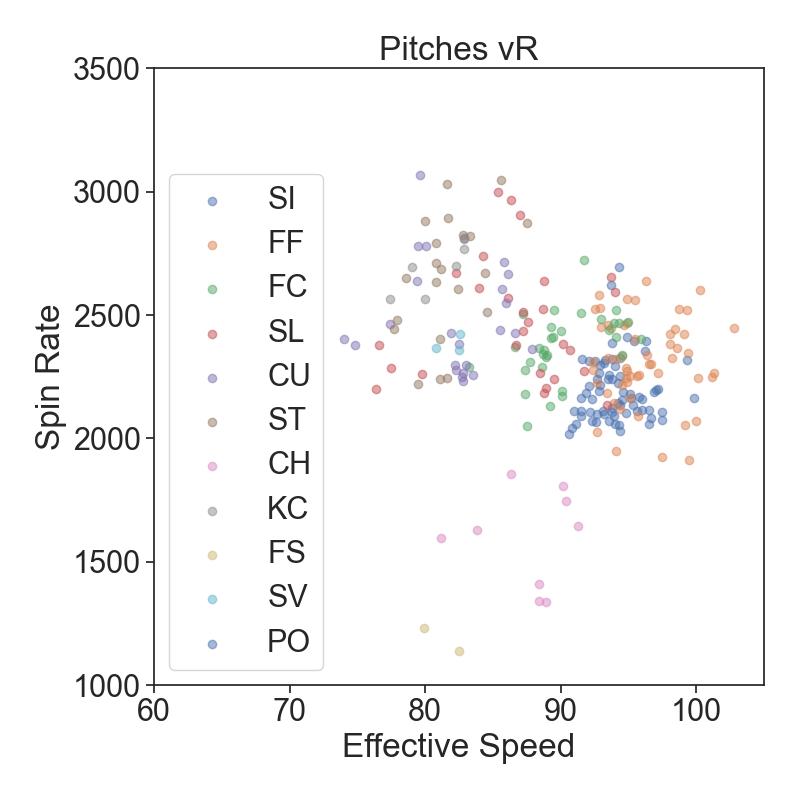 Pitches vR
3500
3000
2500
2000
1500
1000
Spin Rate
SI
FF
FC
SL
CU
ST
CH
KC
FS
SV
PO
60 70 80 90 100
Effective Speed